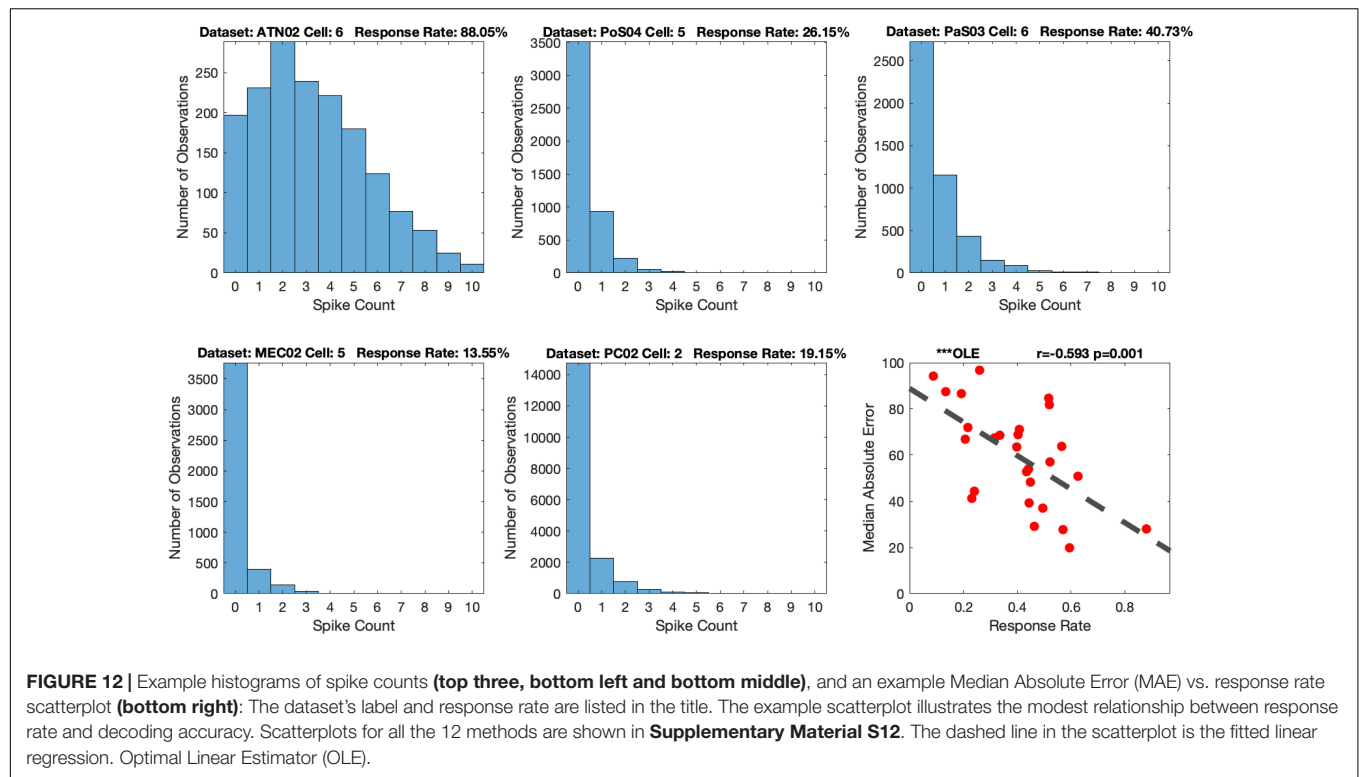 Dataset: ATN02 Cell: 6 Response Rate: 88.05%
250
200
150
100
50
0
Number of Observations
0 1 2 3 4 5 6 7 8 9 10
Spike Count
Dataset: PoS04 Cell: 5 Response Rate: 26.15%
3500
3000
2500
2000
1500
1000
500
0
Number of Observations
0 1 2 3 4 5 6 7 8 9 10
Spike Count
Dataset: PaS03 Cell: 6 Response Rate: 40.73%
2500
2000
1500
1000
500
0
Number of Observations
0 1 2 3 4 5 6 7 8 9 10
Spike Count
Dataset: MEC02 Cell: 5 Response Rate: 13.55%
3500
3000
2500
2000
1500
1000
500
0
Number of Observations
0 1 2 3 4 5 6 7 8 9 10
Spike Count
Dataset: PC02 Cell: 2 Response Rate: 19.15%
14000
12000
10000
8000
6000
4000
2000
0
Number of Observations
0 1 2 3 4 5 6 7 8 9 10
Spike Count
***OLE r=-0.593 p=0.001
100
80
60
40
20
0
Median Absolute Error
0 0.2 0.4 0.6 0.8
Response Rate
FIGURE 12 | Example histograms of spike counts (top three, bottom left and bottom middle), and an example Median Absolute Error (MAE) vs. response rate
scatterplot (bottom right): The dataset's label and response rate are listed in the title. The example scatterplot illustrates the modest relationship between response
rate and decoding accuracy. Scatterplots for all the 12 methods are shown in Supplementary Material S12. The dashed line in the scatterplot is the fitted linear
regression. Optimal Linear Estimator (OLE).